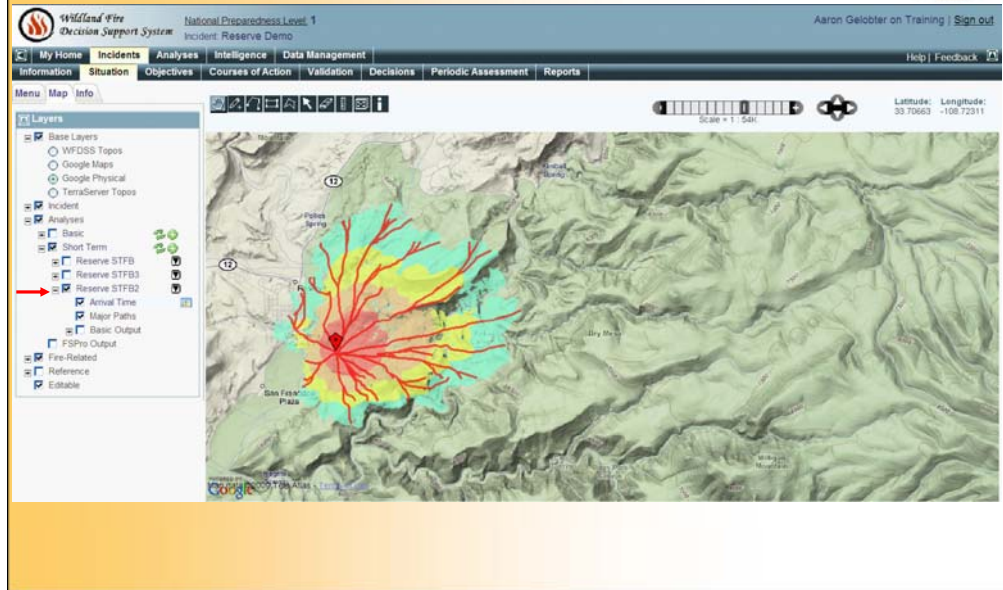 Wildland Fire
Decision Support System
National Preparedness Level: 1
Incident: Reserve Demo
Aaron Gelobter on Training | Sign out
My Home Incidents Analyses Intelligence Data Management
Help | Feedback
Information Situation Objectives Courses of Action Validation Decisions Periodic Assessment Reports
Menu Map Info
Scale = 1 : 54K
Latitude: Longitude:
33.70663 -108.72311
Layers
Base Layers
WFDSS Topos
Google Maps
Google Physical
TerraServer Topos
Incident
Analyses
Basic
Short Term
Reserve STFB
Reserve STFB3
Reserve STFB2
Arrival Time
Major Paths
Basic Output
FSPro Output
Fire-Related
Reference
Editable
12
Spring
12
Dry Mesa
Plaza
Mountain
Google